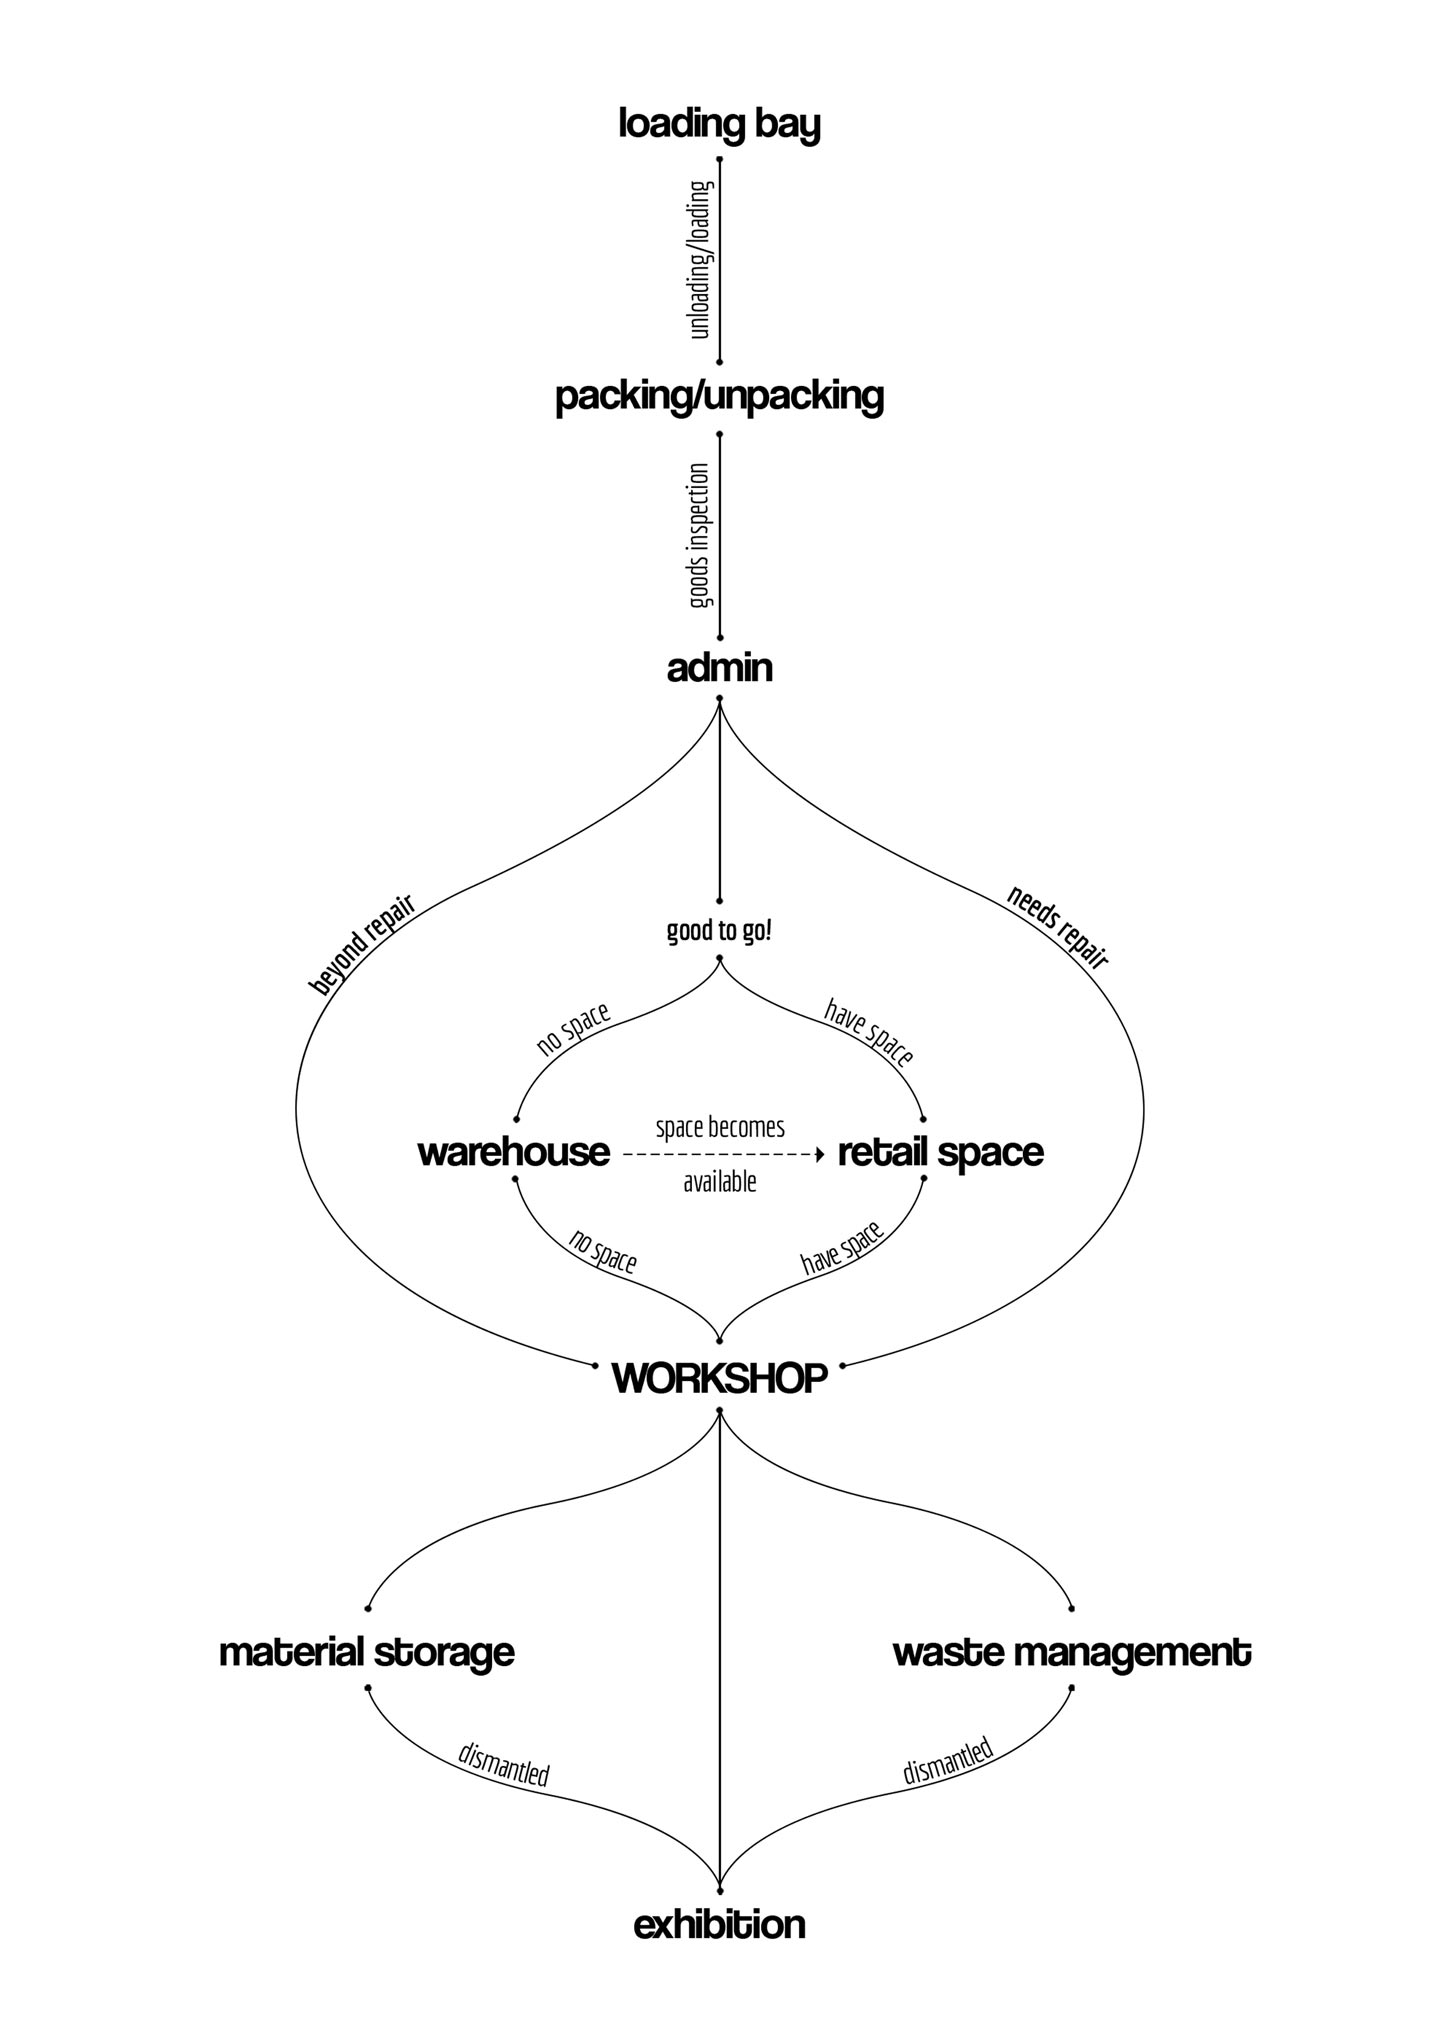 loading bay
unloading/loading
packing/unpacking
goods inspection
admin
beyond repair
needs repair
good to go!
no space
have space
space becomes
warehouse
retail space
available
no space
have space
WORKSHOP
material storage
waste management
dismantled
dismantled
exhibition